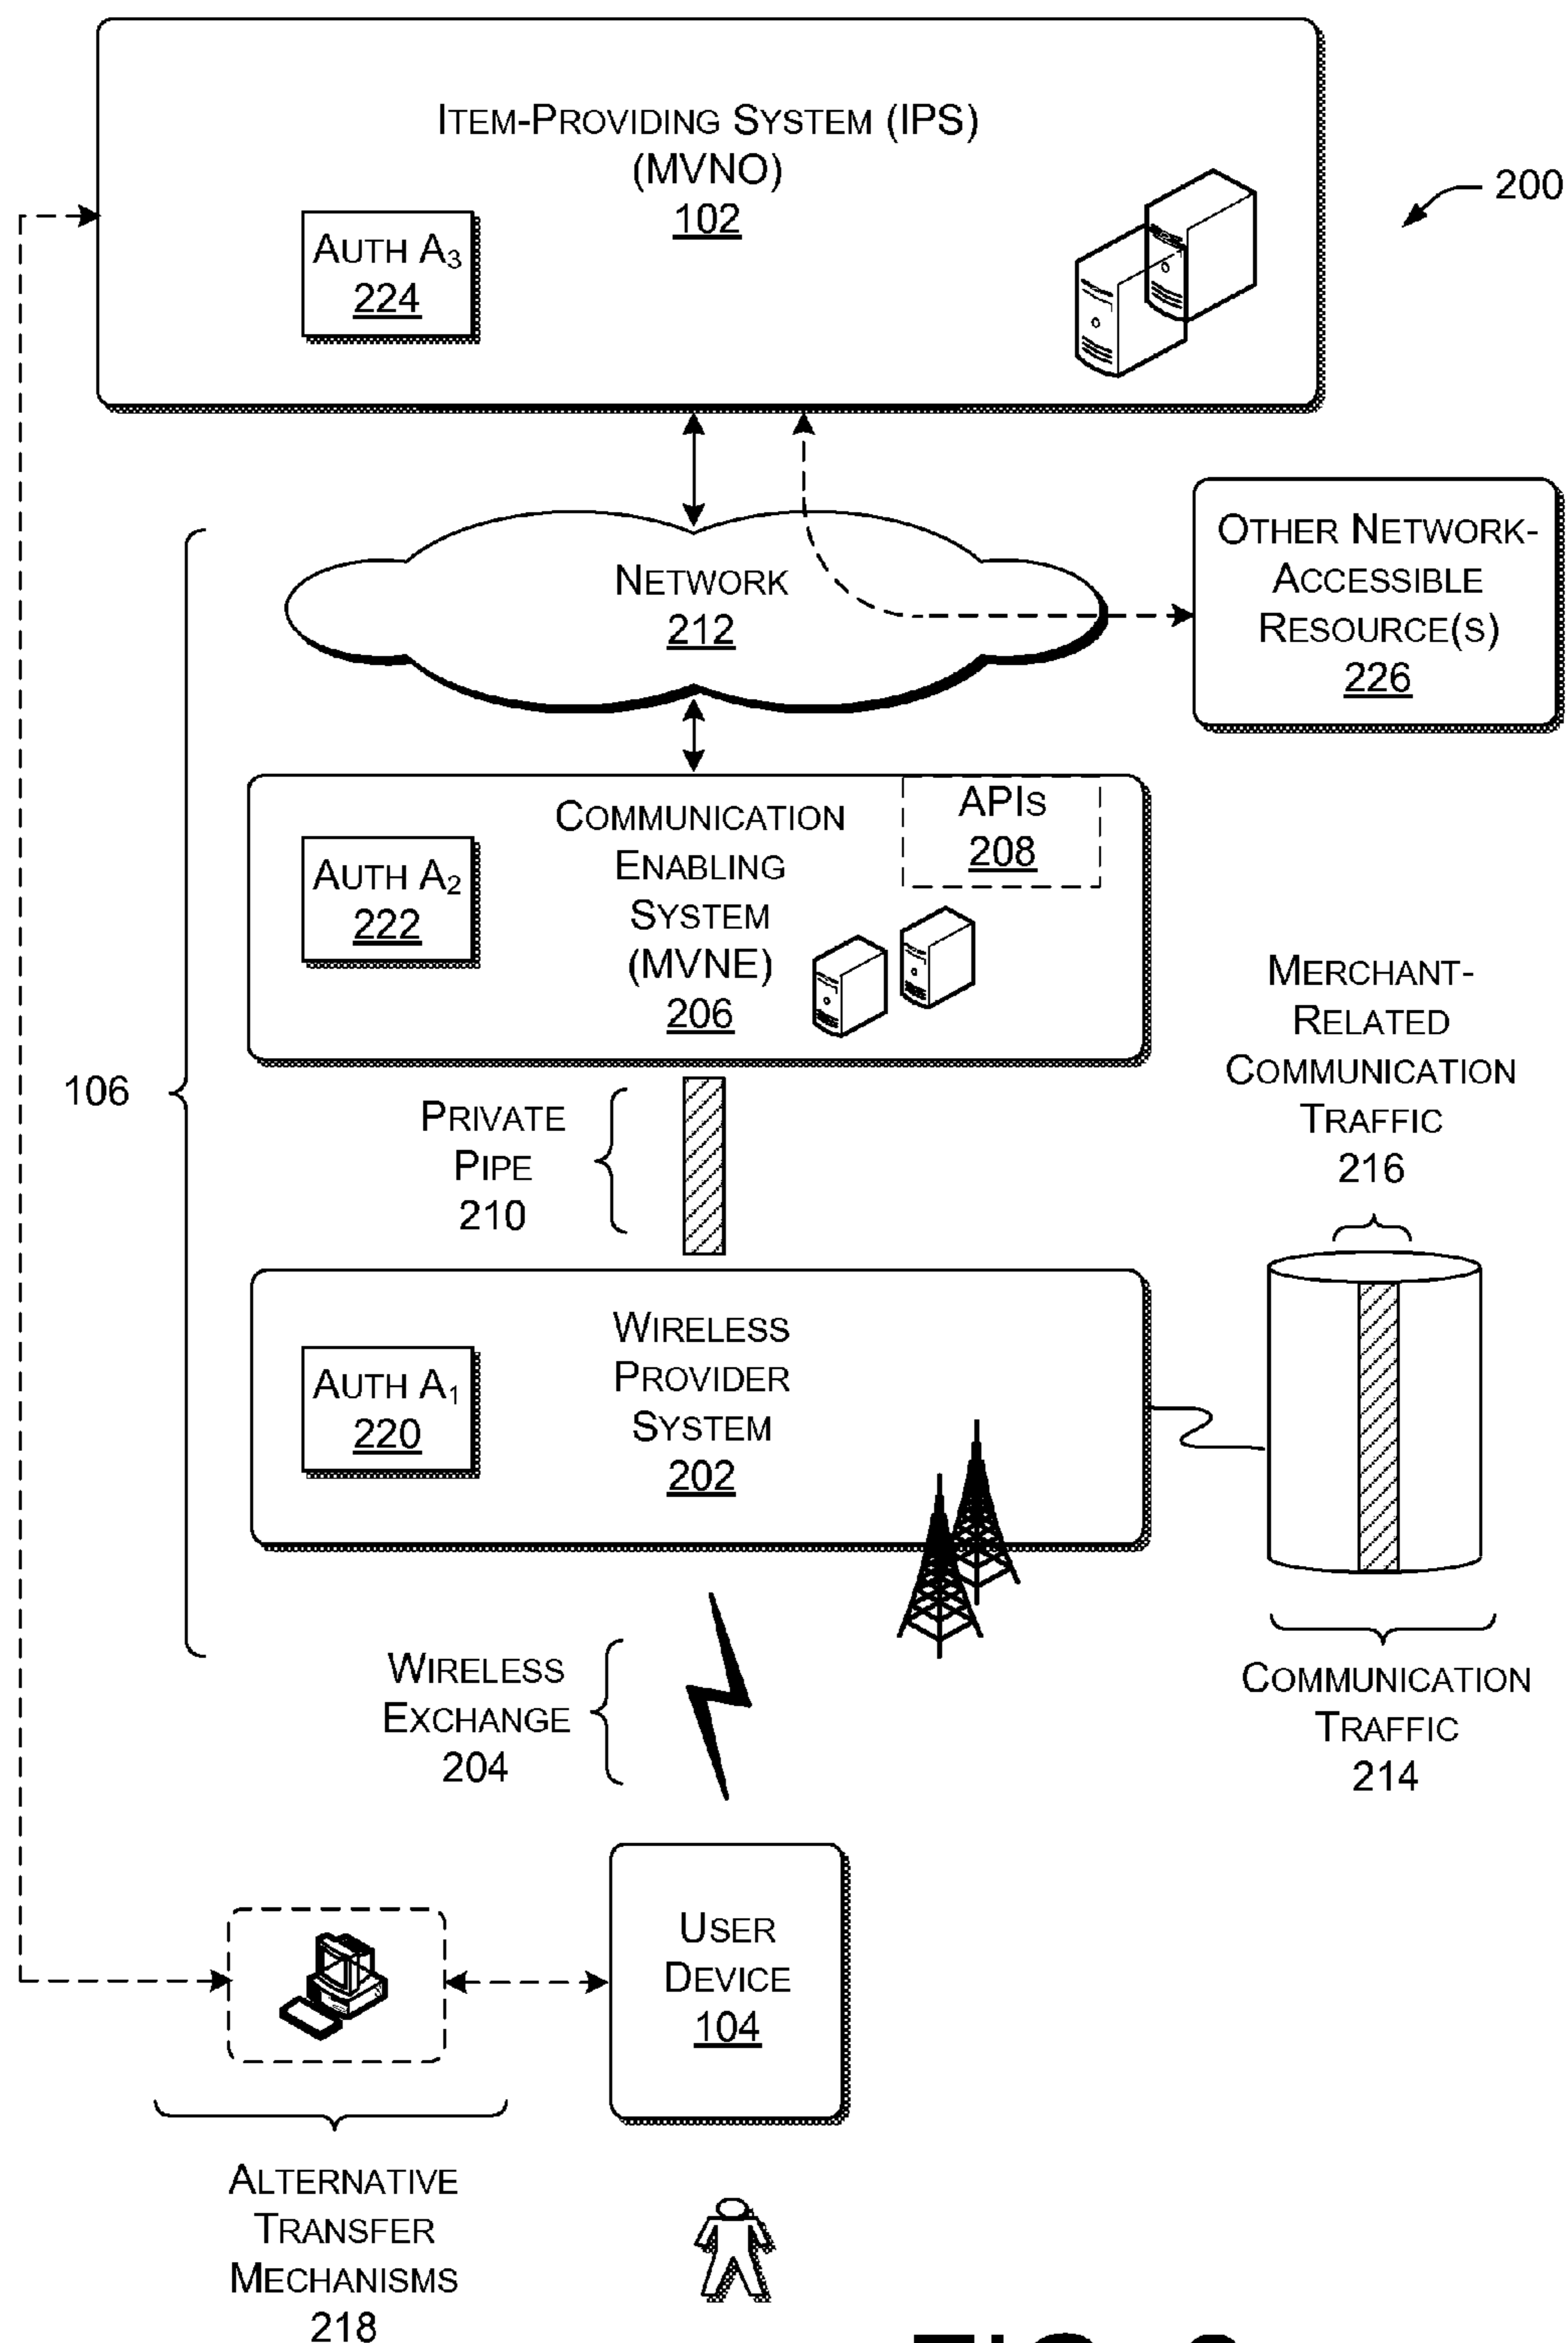 ITEM-PROVIDING SYSTEM (IPS)
(MVNO)
102
200
AUTH A3
224
NETWORK
212
OTHER NETWORK-
ACCESSIBLE
RESOURCE(S)
226
COMMUNICATION
ENABLING
SYSTEM
(MVNE)
206
APIS
208
AUTH A2
222
106
PRIVATE
PIPE
210
MERCHANT-
RELATED
COMMUNICATION
TRAFFIC
216
WIRELESS
PROVIDER
SYSTEM
202
AUTH A1
220
WIRELESS
EXCHANGE
204
COMMUNICATION
TRAFFIC
214
USER
DEVICE
104
ALTERNATIVE
TRANSFER
MECHANISMS
218